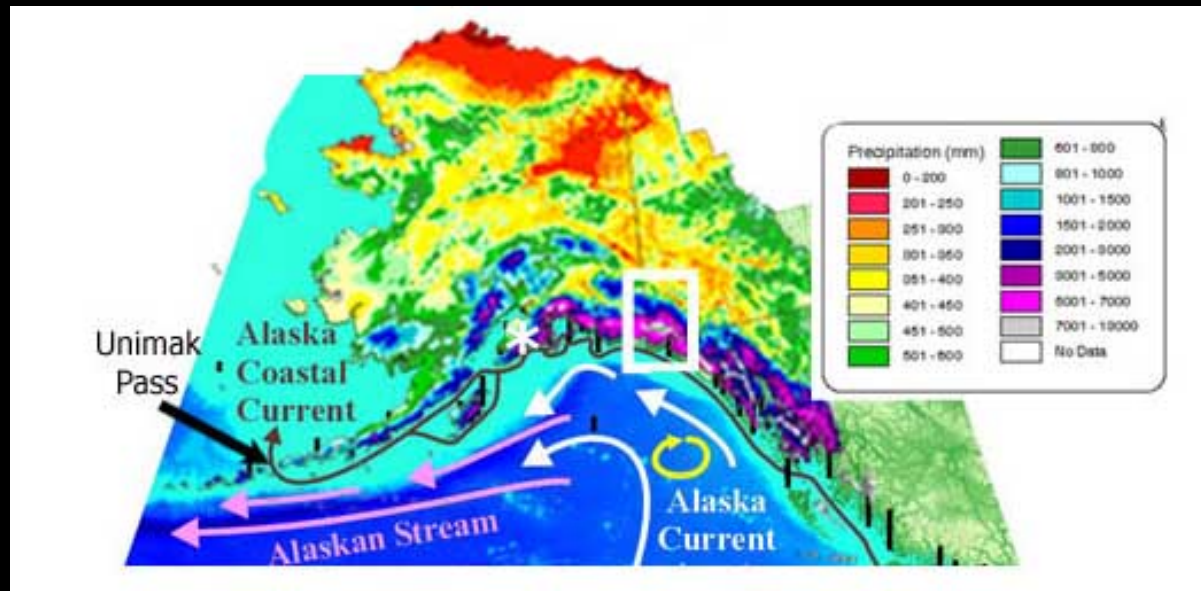 Unimak
Pass
Alaska
Coastal
Current
Alaskan Stream
Alaska
Current
Precipitation (mm)
0 - 200
201 - 250
251 - 300
301 - 350
351 - 400
401 - 450
451 - 500
501 - 600
601 - 800
801 - 1000
1001 - 1500
1501 - 2000
2001 - 3000
3001 - 5000
5001 - 7000
7001 - 10000
No Data